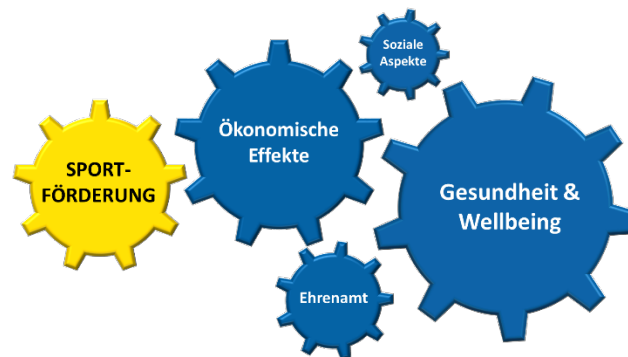 SPORT-
FÖRDERUNG
Ökonomische
Effekte
Soziale
Aspekte
Gesundheit &
Wellbeing
Ehrenamt